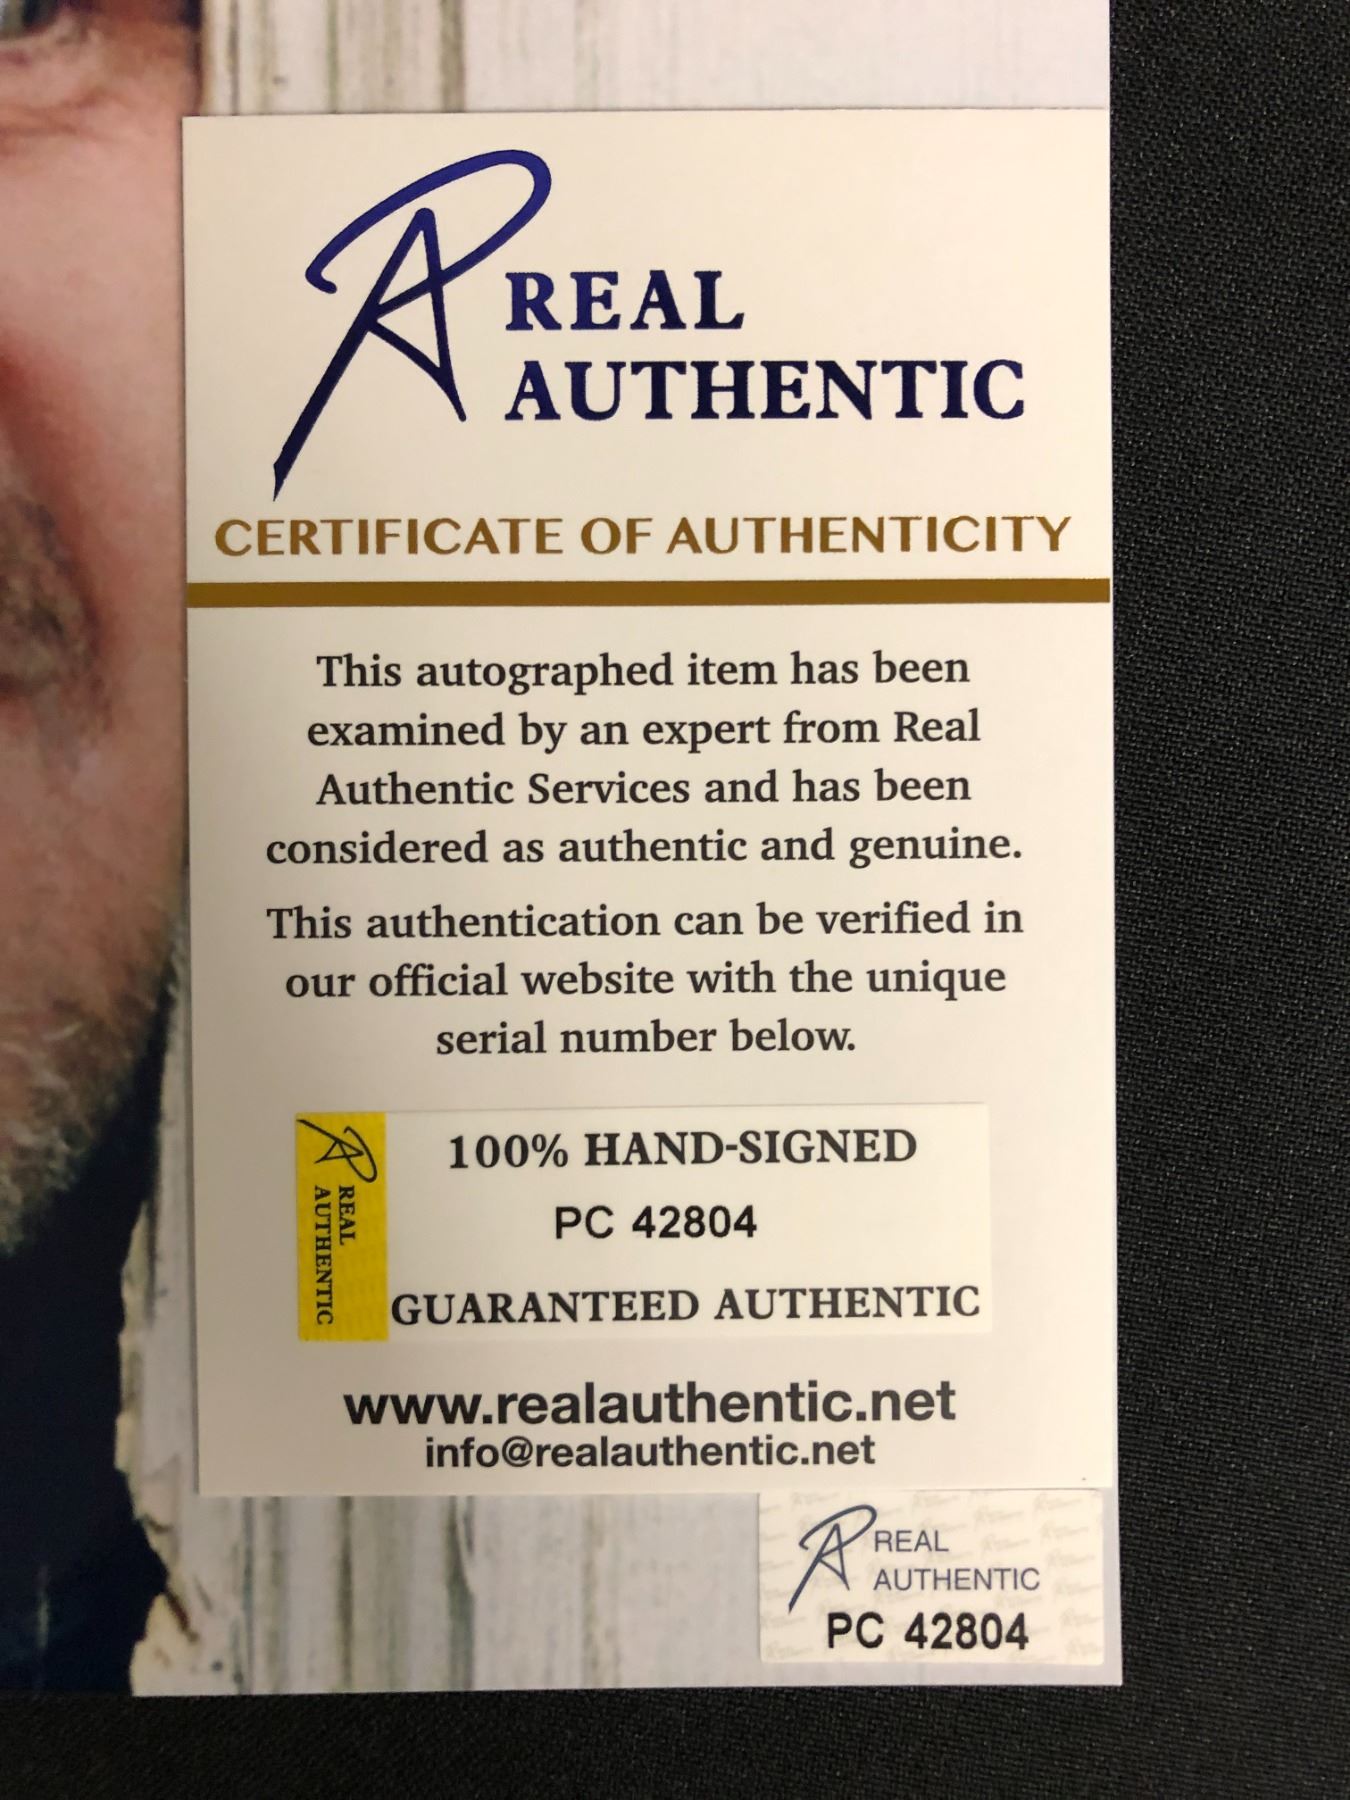 REAL
AUTHENTIC
CERTIFICATE OF AUTHENTICITY
This autographed item has been
examined by an expert from Real
Authentic Services and has been
considered as authentic and genuine.
This authentication can be verified in
our official website with the unique
serial number below.
REAL
AUTHENTIC
100% HAND-SIGNED
PC 42804
GUARANTEED AUTHENTIC
www.realauthentic.net
info@realauthentic.net
REAL
AUTHENTIC
PC 42804